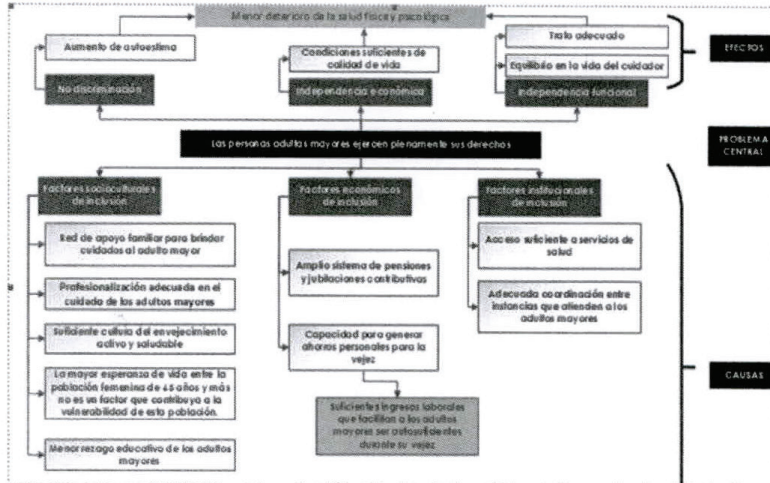 Menor deterioro de la salud física y psicológica
Aumento de autoestima
Condiciones suficientes de
calidad de vida
Trato adecuado
Equilibrio en la vida del cuidador
EFECTOS
No discriminación
Independencia económica
Independencia funcional
Las personas adultas mayores ejercen plenamente sus derechos
PROBLEMA
CENTRAL
Factores socioculturales
de inclusión
Factores económicos
de inclusión
Factores institucionales
de inclusión
Red de apoyo familiar para brindar
cuidados al adulto mayor
Profesionalización adecuada en el
cuidado de los adultos mayores
Suficiente cultura del envejecimiento
activo y saludable
La mayor esperanza de vida entre la
población femenina de 65 años y más
no es un factor que contribuya a la
vulnerabilidad de esta población.
Menor rezago educativo de los adultos
mayores
Amplio sistema de pensiones
y jubilaciones contributivas
Capacidad para generar
ahorros personales para la
vejez
Suficientes ingresos laborales
que facilitan a los adultos
mayores ser autosuficientes
durante su vejez
Acceso suficiente a servicios de
salud
Adecuada coordinación entre
instancias que atienden a los
adultos mayores
CAUSAS